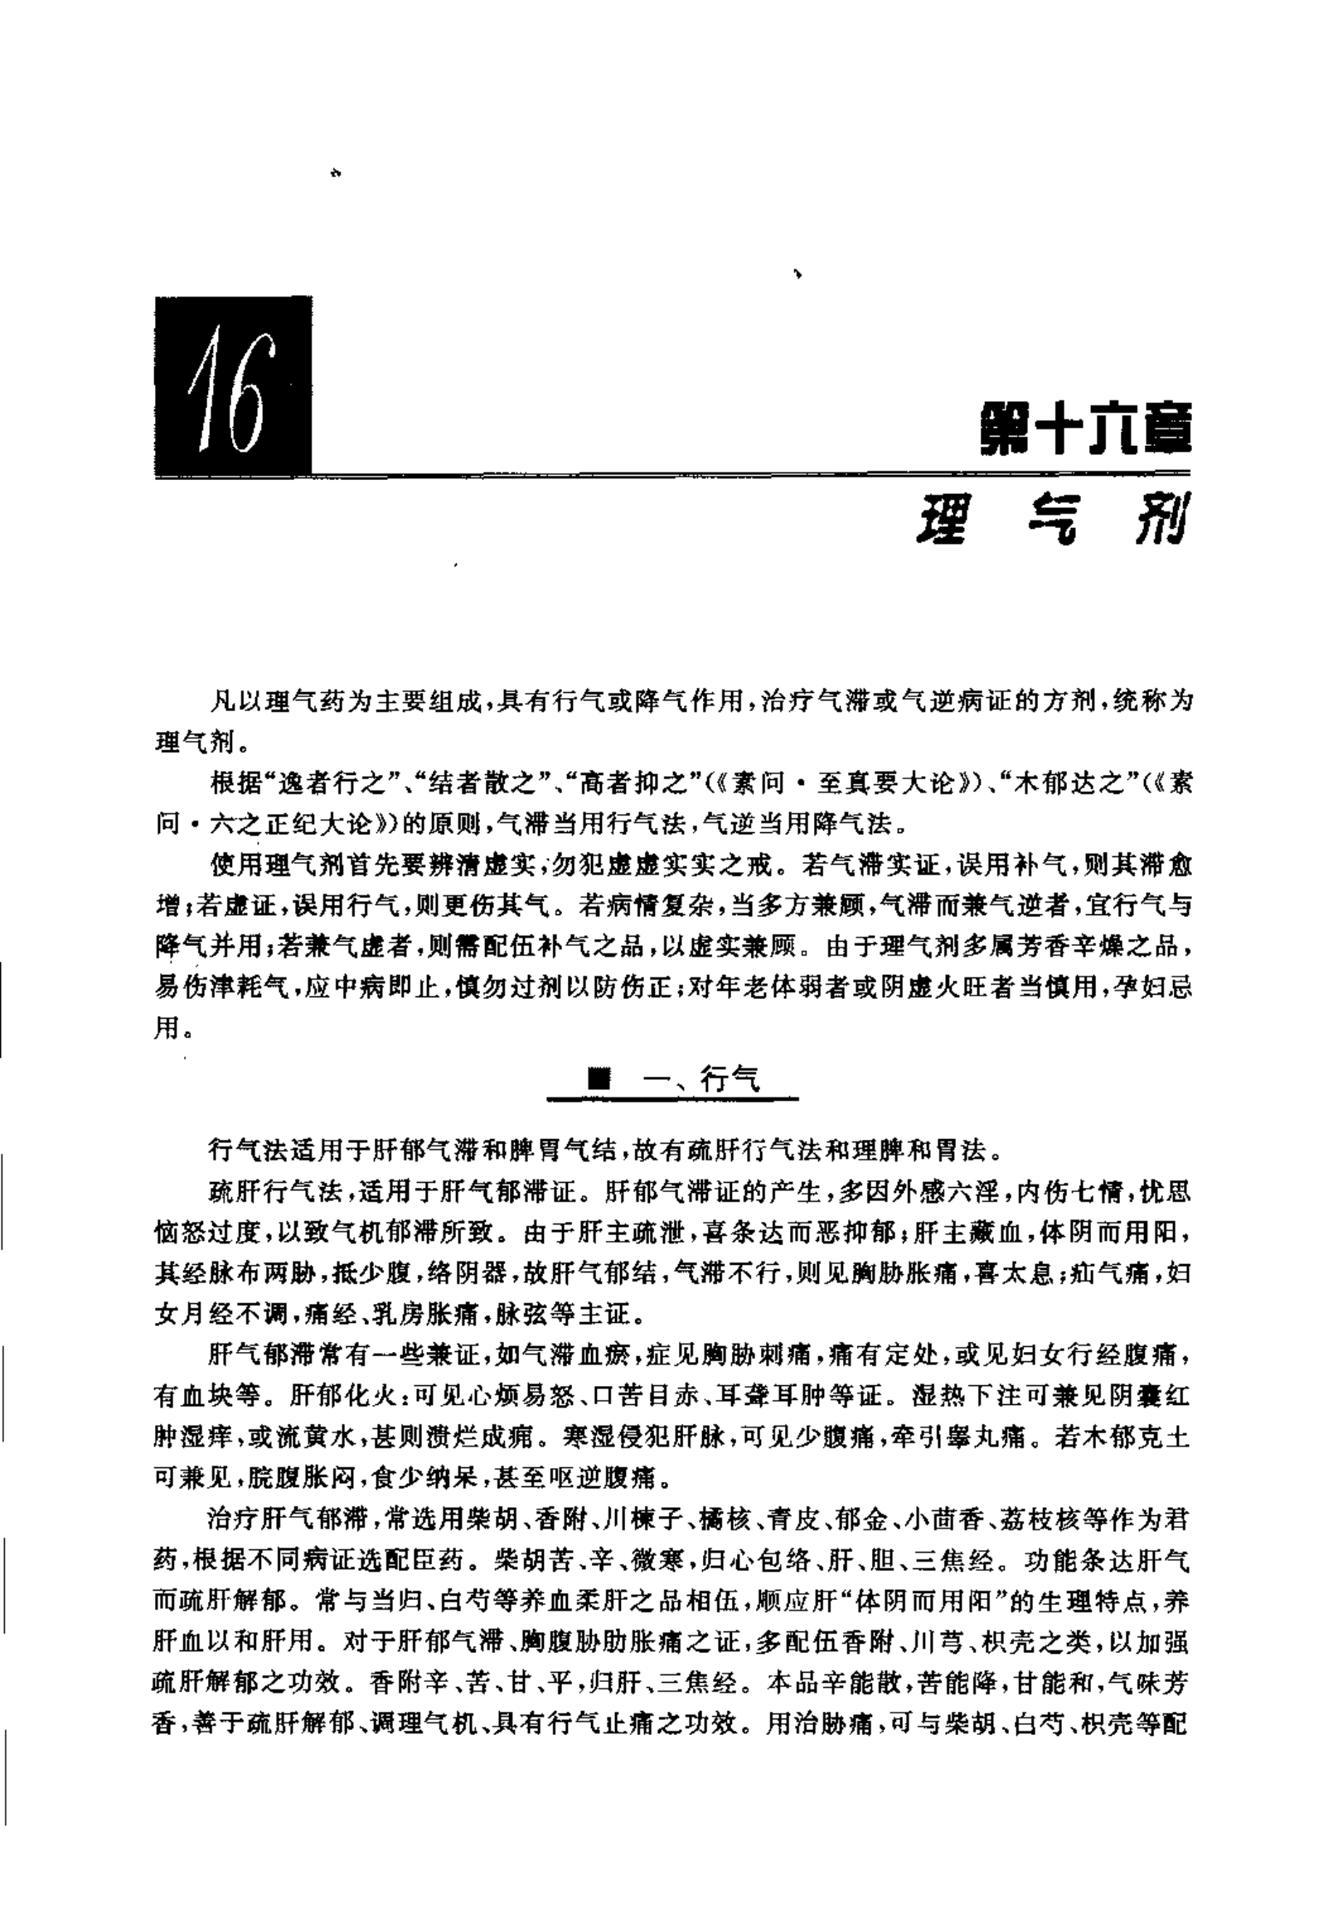 16
第十六章
理气剂
凡以理气药为主要组成,具有行气或降气作用,治疗气滞或气逆病证的方剂,统称为
理气剂。
根据“逸者行之”、“结者散之”、“高者抑之”(《素问·至真要大论》)、“木郁达之”(《素
问·六之正纪大论》)的原则,气滞当用行气法,气逆当用降气法。
使用理气剂首先要辨清虚实,勿犯虚虚实实之戒。若气滞实证,误用补气,则其滞愈
增;若虚证,误用行气,则更伤其气。若病情复杂,当多方兼顾,气滞而兼气逆者,宜行气与
降气并用;若兼气虚者,则需配伍补气之品,以虚实兼顾。由于理气剂多属芳香辛燥之品,
易伤津耗气,应中病即止,慎勿过剂以防伤正;对年老体弱者或阴虚火旺者当慎用,孕妇忌
用。
■ 一、行气
行气法适用于肝郁气滞和脾胃气结,故有疏肝行气法和理脾和胃法。
疏肝行气法,适用于肝气郁滞证。肝郁气滞证的产生,多因外感六淫,内伤七情,忧思
恼怒过度,以致气机郁滞所致。由于肝主疏泄,喜条达而恶抑郁;肝主藏血,体阴而用阳,
其经脉布两胁,抵少腹,络阴器,故肝气郁结,气滞不行,则见胸胁胀痛,喜太息;疝气痛,妇
女月经不调,痛经、乳房胀痛,脉弦等主证。
肝气郁滞常有一些兼证,如气滞血瘀,症见胸胁刺痛,痛有定处,或见妇女行经腹痛,
有血块等。肝郁化火:可见心烦易怒、口苦目赤、耳聋耳肿等证。湿热下注可兼见阴囊红
肿湿痒,或流黄水,甚则溃烂成痈。寒湿侵犯肝脉,可见少腹痛,牵引睾丸痛。若木郁克土
可兼见,脘腹胀闷,食少纳呆,甚至呕逆腹痛。
治疗肝气郁滞,常选用柴胡、香附、川楝子、橘核、青皮、郁金、小茴香、荔枝核等作为君
药,根据不同病证选配臣药。柴胡苦、辛、微寒,归心包络、肝、胆、三焦经。功能条达肝气
而疏肝解郁。常与当归、白芍等养血柔肝之品相伍,顺应肝“体阴而用阳”的生理特点,养
肝血以和肝用。对于肝郁气滞、胸腹胁肋胀痛之证,多配伍香附、川芎、枳壳之类,以加强
疏肝解郁之功效。香附辛、苦、甘、平,归肝、三焦经。本品辛能散,苦能降,甘能和,气味芳
香,善于疏肝解郁、调理气机、具有行气止痛之功效。用治胁痛,可与柴胡、白芍、枳壳等配